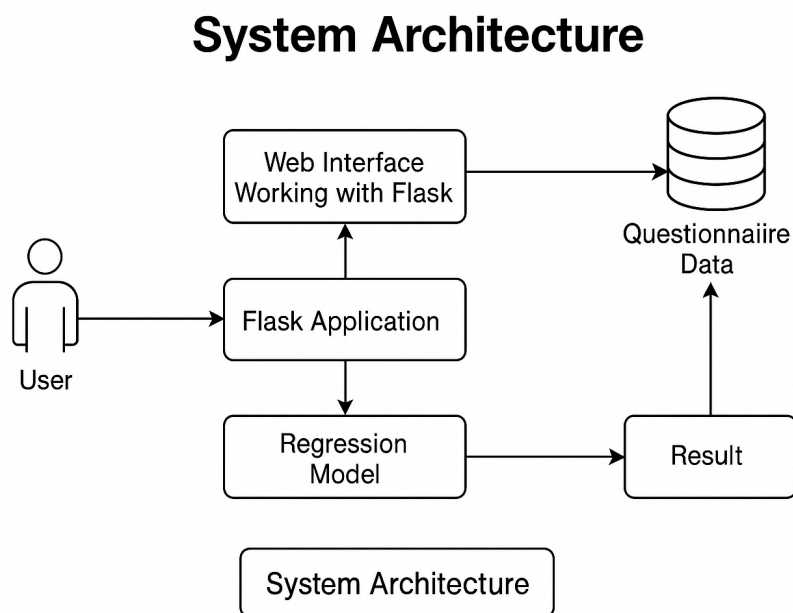 System Architecture
Web Interface
Working with Flask
Questionnaiire
Data
Flask Application
User
Regression
Model
Result
System Architecture